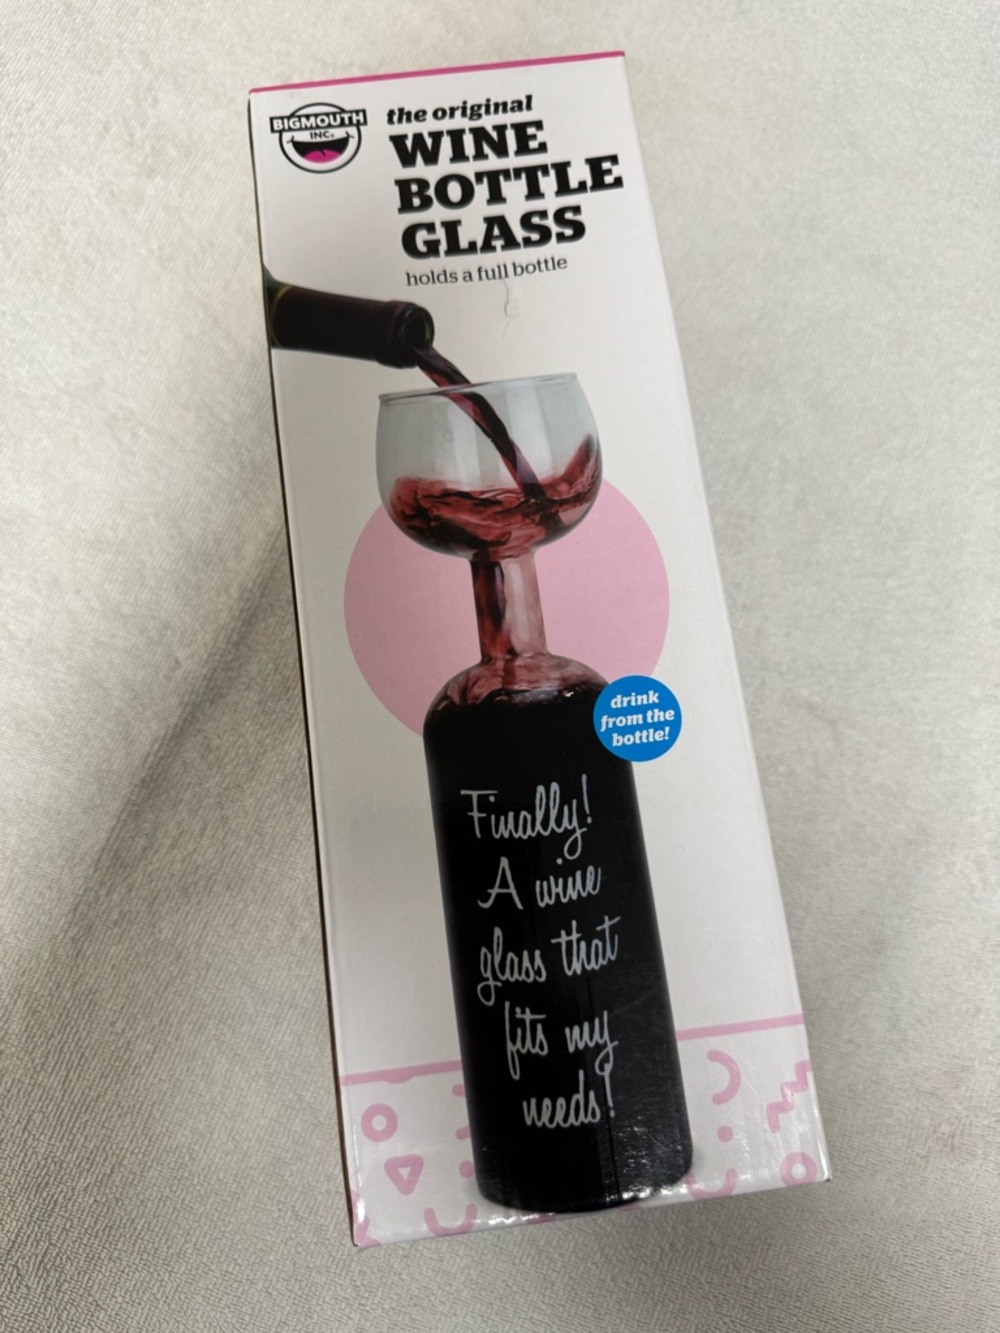 BIGMOUTH
INC.
the original
WINE
BOTTLE
GLASS
holds a full bottle
drink
from the
bottle!
Finally!
A wine
glass that
fits my
needs!